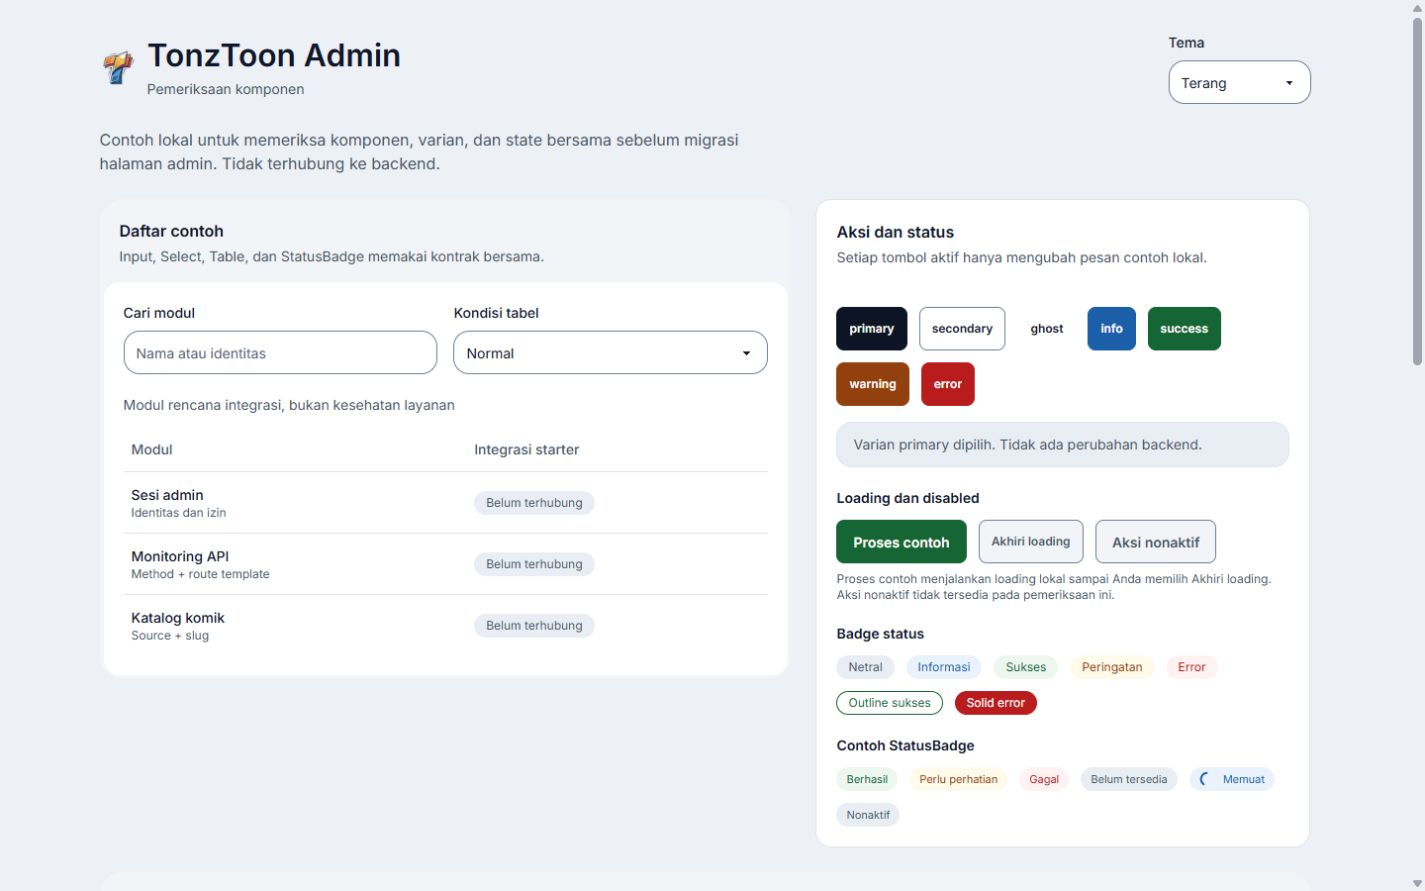 TonzToon Admin
Pemeriksaan komponen
Tema
Terang
Contoh lokal untuk memeriksa komponen, varian, dan state bersama sebelum migrasi
halaman admin. Tidak terhubung ke backend.
Daftar contoh
Input, Select, Table, dan StatusBadge memakai kontrak bersama.
Cari modul
Kondisi tabel
Nama atau identitas
Normal
Modul rencana integrasi, bukan kesehatan layanan
Modul
Integrasi starter
Sesi admin
Identitas dan izin
Belum terhubung
Monitoring API
Method + route template
Belum terhubung
Katalog komik
Source + slug
Belum terhubung
Aksi dan status
Setiap tombol aktif hanya mengubah pesan contoh lokal.
primary
secondary
ghost
info
success
warning
error
Varian primary dipilih. Tidak ada perubahan backend.
Loading dan disabled
Proses contoh
Akhiri loading
Aksi nonaktif
Proses contoh menjalankan loading lokal sampai Anda memilih Akhiri loading.
Aksi nonaktif tidak tersedia pada pemeriksaan ini.
Badge status
Netral
Informasi
Sukses
Peringatan
Error
Outline sukses
Solid error
Contoh StatusBadge
Berhasil
Perlu perhatian
Gagal
Belum tersedia
Memuat
Nonaktif